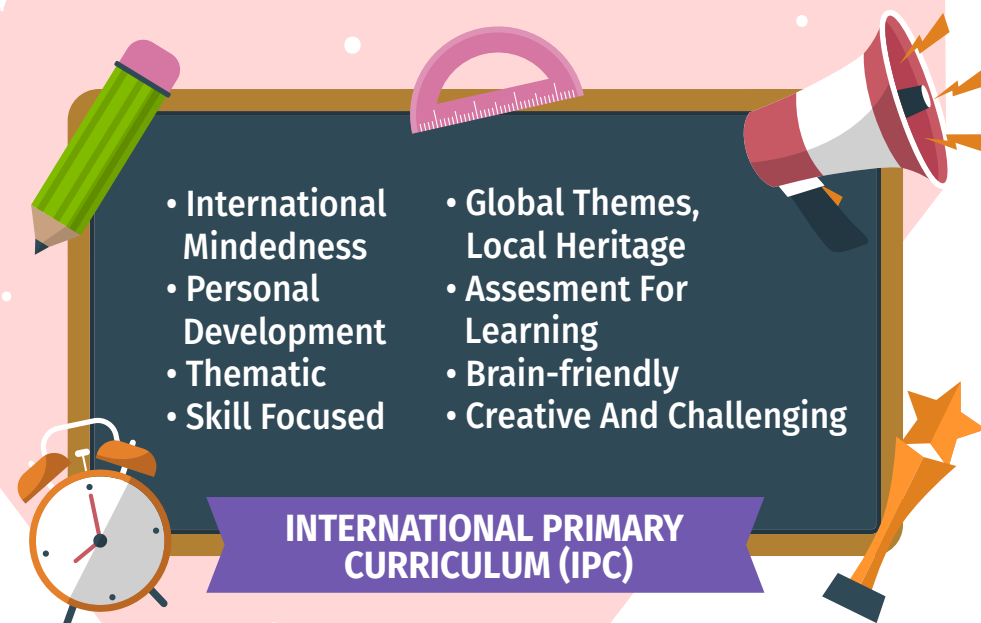 • International
Mindedness
• Personal
Development
• Thematic
• Skill Focused
• Global Themes,
Local Heritage
• Assesment For
Learning
• Brain-friendly
• Creative And Challenging
INTERNATIONAL PRIMARY
CURRICULUM (IPC)